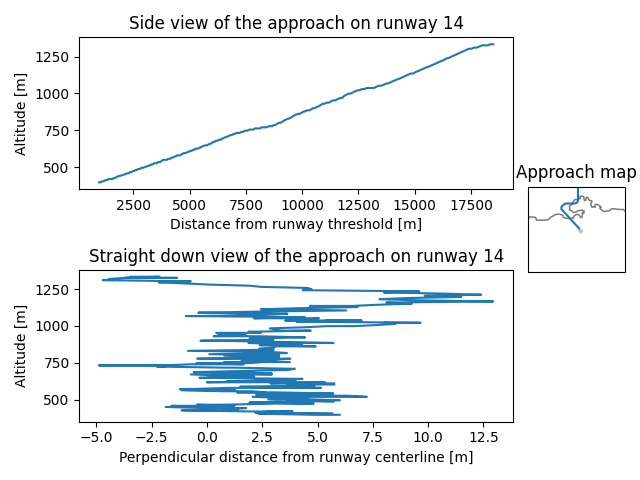 Side view of the approach on runway 14
1250
1000
750
500
Altitude [m]
2500 5000 7500 10000 12500 15000 17500
Distance from runway threshold [m]
Approach map
Straight down view of the approach on runway 14
1250
1000
750
500
Altitude [m]
−5.0 −2.5 0.0 2.5 5.0 7.5 10.0 12.5
Perpendicular distance from runway centerline [m]